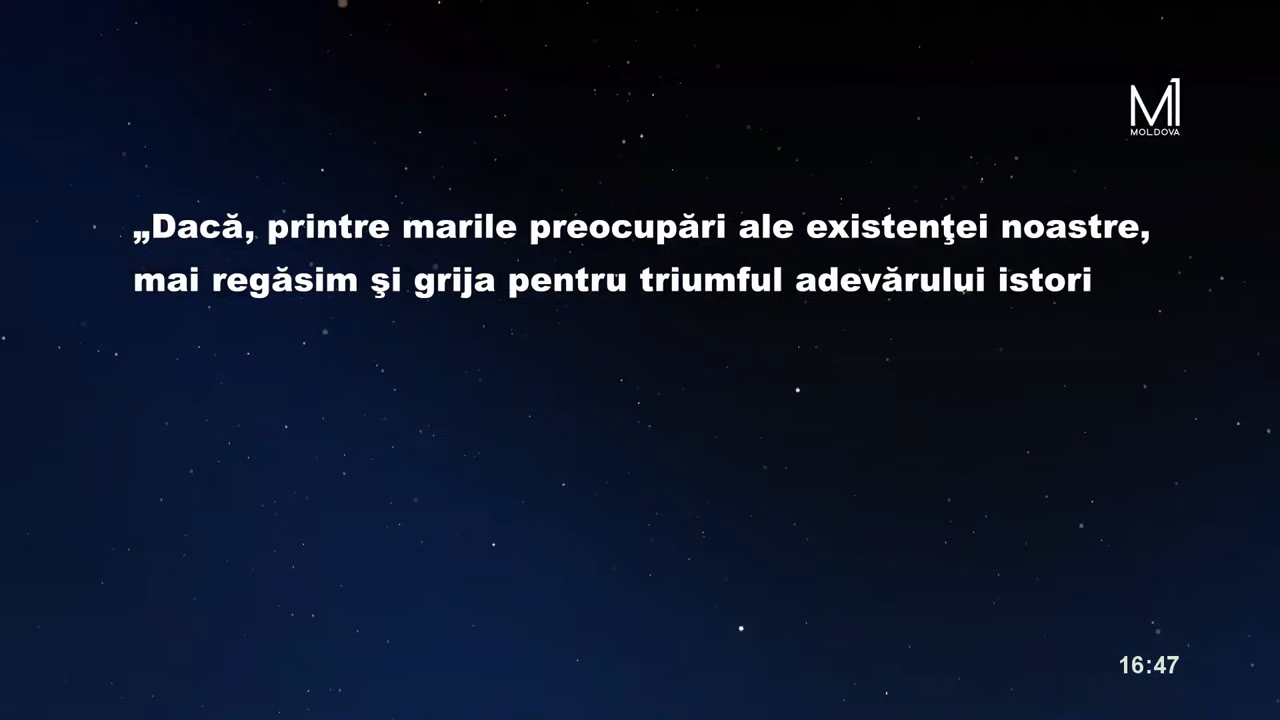 M1
MOLDOVA
„Dacă, printre marile preocupări ale existenţei noastre,
mai regăsim şi grija pentru triumful adevărului istori
16:47